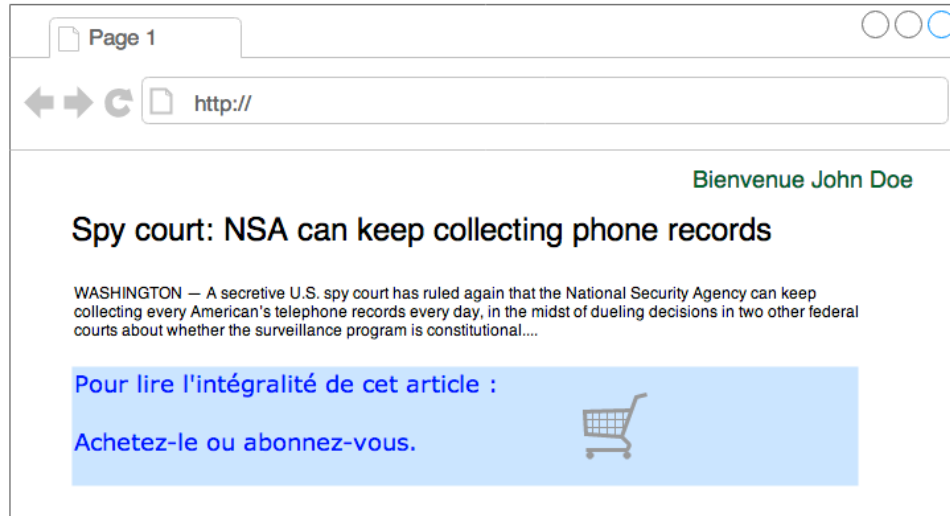 Page 1
http://
Bienvenue John Doe
Spy court: NSA can keep collecting phone records
WASHINGTON — A secretive U.S. spy court has ruled again that the National Security Agency can keep
collecting every American's telephone records every day, in the midst of dueling decisions in two other federal
courts about whether the surveillance program is constitutional....
Pour lire l'intégralité de cet article :
Achetez-le ou abonnez-vous.